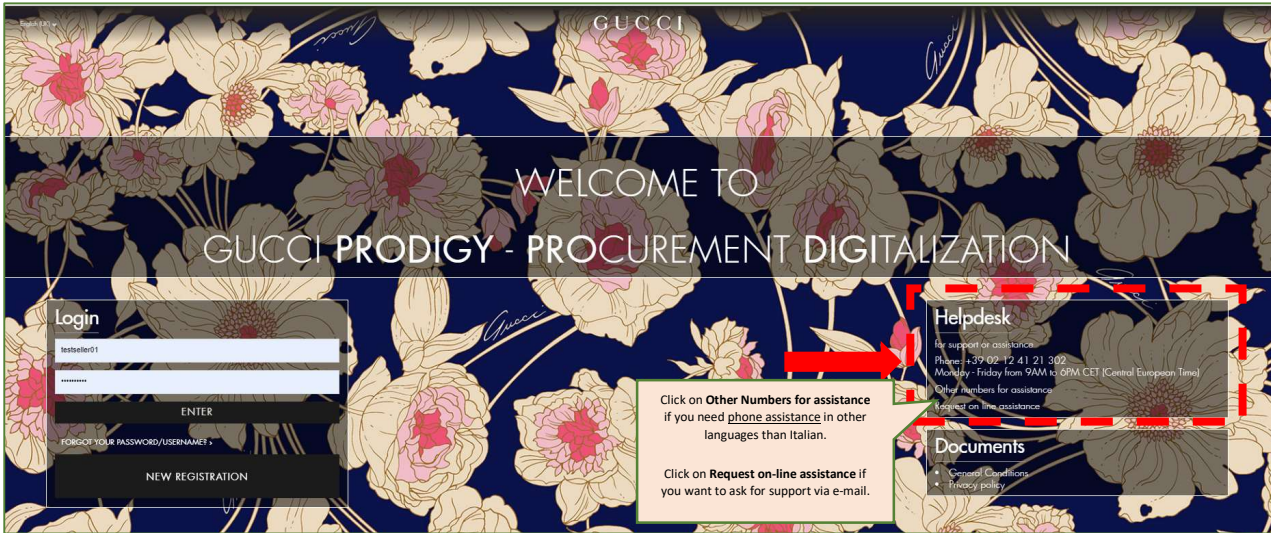 English (UK)
GUCCI
Gucci
Gucci
WELCOME TO
GUCCI PRODIGY - PROCUREMENT DIGITALIZATION
Login
testseller01
••••••••••
ENTER
FORGOT YOUR PASSWORD/USERNAME? >
NEW REGISTRATION
Gucci
Click on Other Numbers for assistance
if you need phone assistance in other
languages than Italian.
Click on Request on-line assistance if
you want to ask for support via e-mail.
Helpdesk
for support or assistance
Phone: +39 02 12 41 21 302
Monday - Friday from 9AM to 6PM CET (Central European Time)
Other numbers for assistance
Request on line assistance
Documents
• General Conditions
• Privacy policy